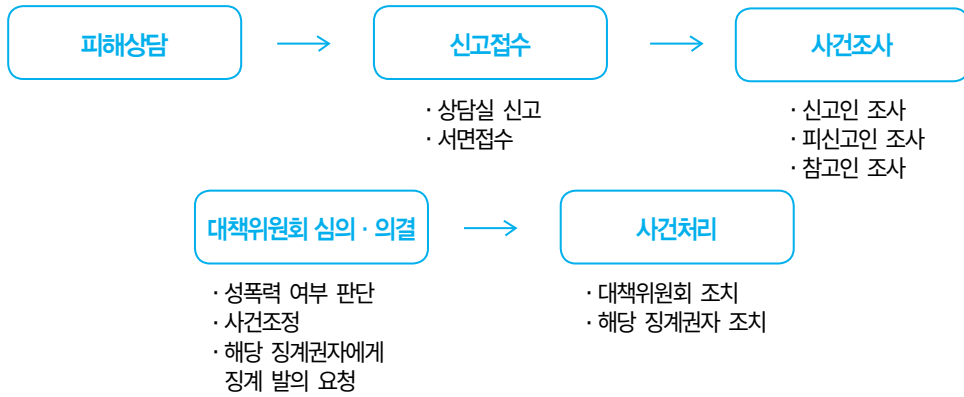 피해상담
신고접수
사건조사
· 상담실 신고
· 서면접수
· 신고인 조사
· 피신고인 조사
· 참고인 조사
대책위원회 심의 · 의결
사건처리
· 성폭력 여부 판단
· 사건조정
· 해당 징계권자에게
징계 발의 요청
· 대책위원회 조치
· 해당 징계권자 조치